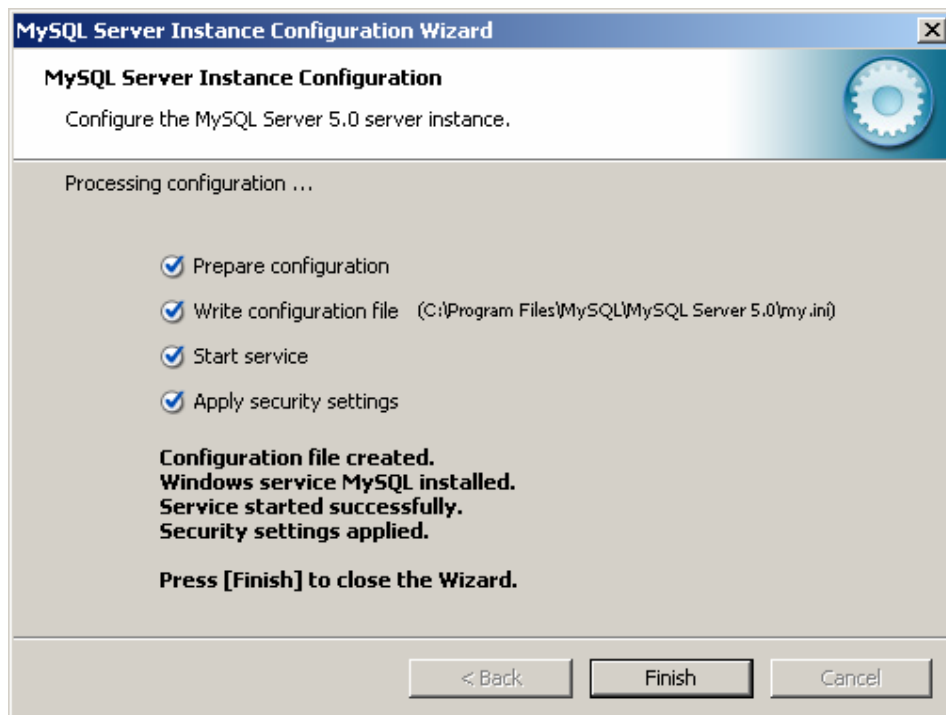 MySQL Server Instance Configuration Wizard
MySQL Server Instance Configuration
Configure the MySQL Server 5.0 server instance.
Processing configuration ...
Prepare configuration
Write configuration file (C:\Program Files\MySQL\MySQL Server 5.0\my.ini)
Start service
Apply security settings
Configuration file created.
Windows service MySQL installed.
Service started successfully.
Security settings applied.
Press [Finish] to close the Wizard.
< Back Finish Cancel